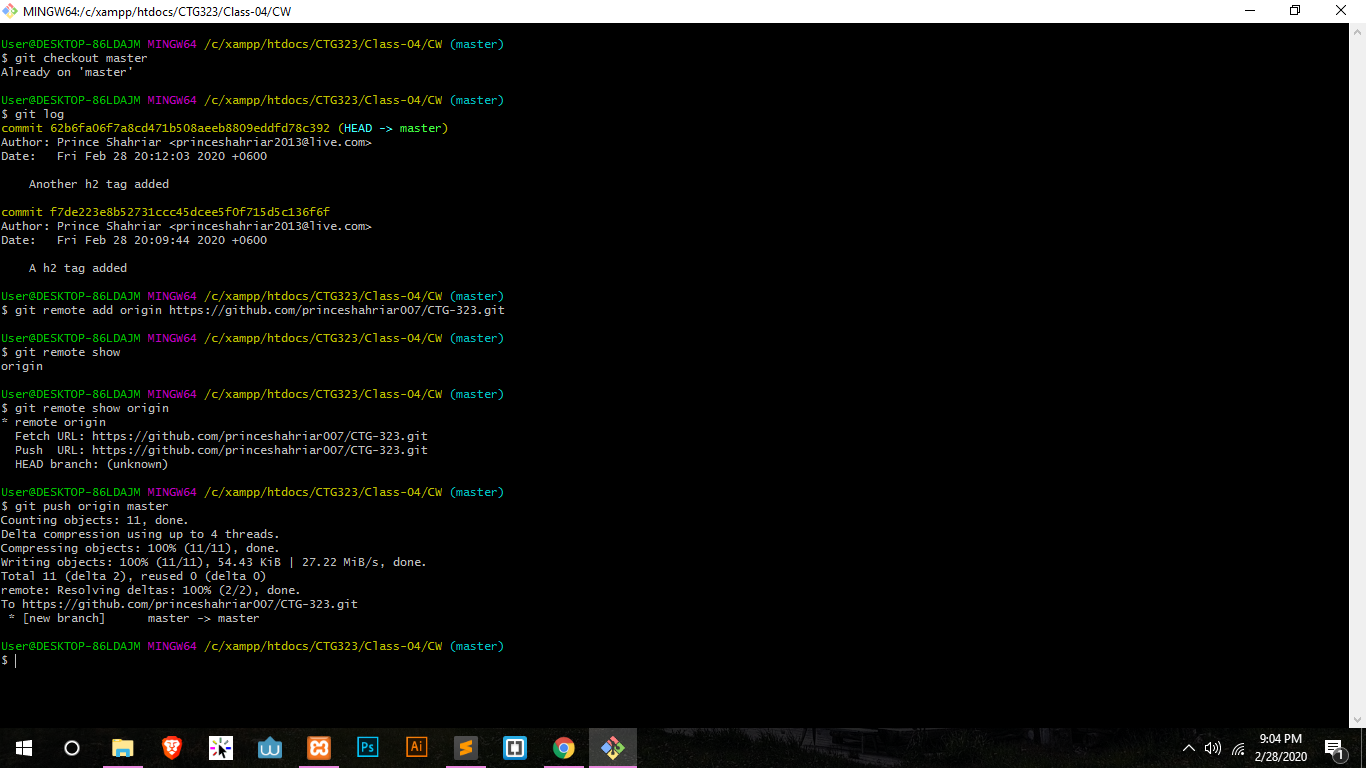 MINGW64:/c/xampp/htdocs/CTG323/Class-04/CW
User@DESKTOP-86LDAJM MINGW64 /c/xampp/htdocs/CTG323/Class-04/CW (master)
$ git checkout master
Already on 'master'
User@DESKTOP-86LDAJM MINGW64 /c/xampp/htdocs/CTG323/Class-04/CW (master)
$ git log
commit 62b6fa06f7a8cd471b508aeeb8809eddfd78c392 (HEAD -> master)
Author: Prince Shahriar <princeshahriar2013@live.com>
Date:   Fri Feb 28 20:12:03 2020 +0600
Another h2 tag added
commit f7de223e8b52731ccc45dcee5f0f715d5c136f6f
Author: Prince Shahriar <princeshahriar2013@live.com>
Date:   Fri Feb 28 20:09:44 2020 +0600
A h2 tag added
User@DESKTOP-86LDAJM MINGW64 /c/xampp/htdocs/CTG323/Class-04/CW (master)
$ git remote add origin https://github.com/princeshahriar007/CTG-323.git
User@DESKTOP-86LDAJM MINGW64 /c/xampp/htdocs/CTG323/Class-04/CW (master)
$ git remote show
origin
User@DESKTOP-86LDAJM MINGW64 /c/xampp/htdocs/CTG323/Class-04/CW (master)
$ git remote show origin
* remote origin
Fetch URL: https://github.com/princeshahriar007/CTG-323.git
Push  URL: https://github.com/princeshahriar007/CTG-323.git
HEAD branch: (unknown)
User@DESKTOP-86LDAJM MINGW64 /c/xampp/htdocs/CTG323/Class-04/CW (master)
$ git push origin master
Counting objects: 11, done.
Delta compression using up to 4 threads.
Compressing objects: 100% (11/11), done.
Writing objects: 100% (11/11), 54.43 KiB | 27.22 MiB/s, done.
Total 11 (delta 2), reused 0 (delta 0)
remote: Resolving deltas: 100% (2/2), done.
To https://github.com/princeshahriar007/CTG-323.git
* [new branch]      master -> master
User@DESKTOP-86LDAJM MINGW64 /c/xampp/htdocs/CTG323/Class-04/CW (master)
$
Ps
Ai
9:04 PM
2/28/2020
1